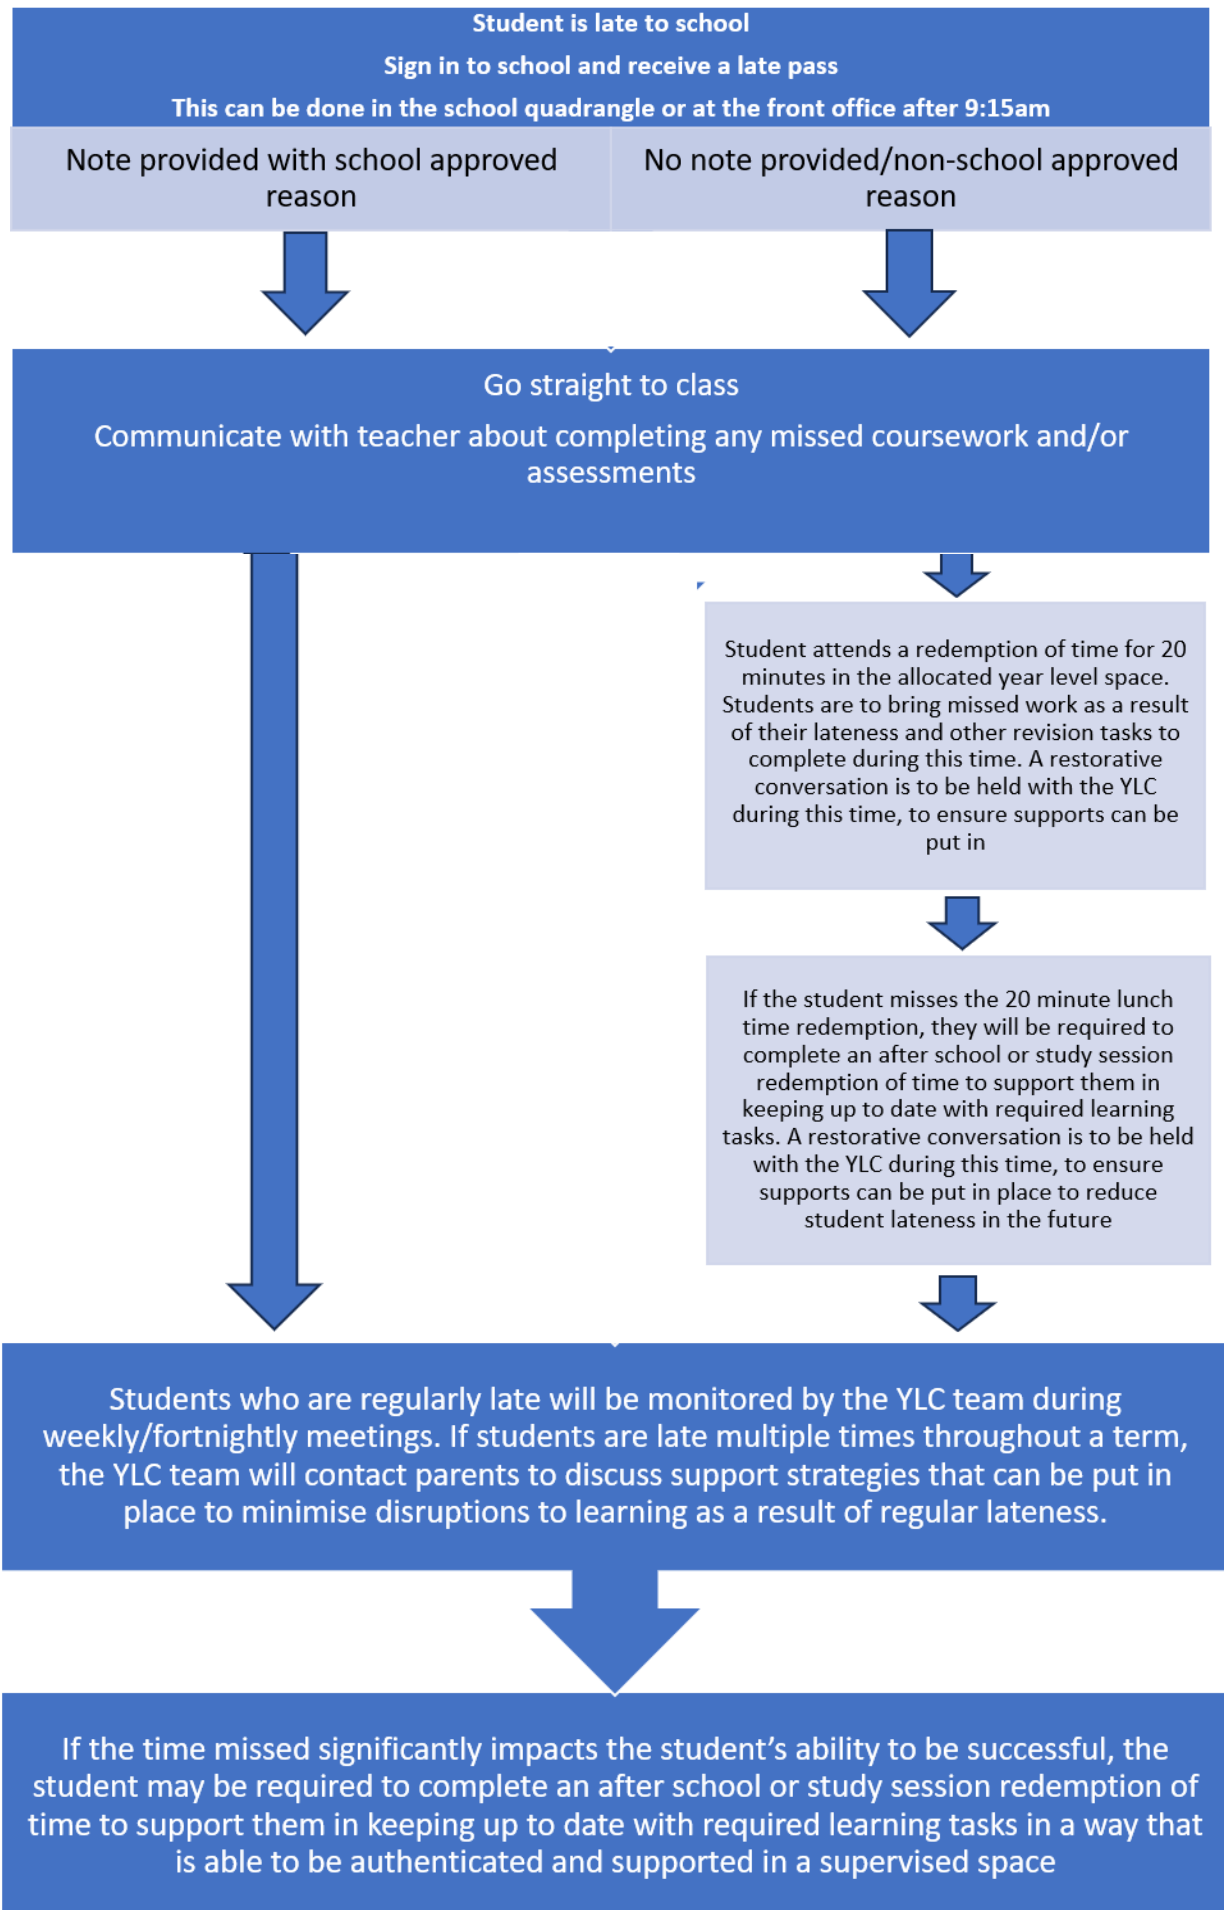 Student is late to school
Sign in to school and receive a late pass
This can be done in the school quadrangle or at the front office after 9:15am
Note provided with school approved
reason
No note provided/non-school approved
reason
Go straight to class
Communicate with teacher about completing any missed coursework and/or
assessments
Student attends a redemption of time for 20
minutes in the allocated year level space.
Students are to bring missed work as a result
of their lateness and other revision tasks to
complete during this time. A restorative
conversation is to be held with the YLC
during this time, to ensure supports can be
put in
If the student misses the 20 minute lunch
time redemption, they will be required to
complete an after school or study session
redemption of time to support them in
keeping up to date with required learning
tasks. A restorative conversation is to be held
with the YLC during this time, to ensure
supports can be put in place to reduce
student lateness in the future
Students who are regularly late will be monitored by the YLC team during
weekly/fortnightly meetings. If students are late multiple times throughout a term,
the YLC team will contact parents to discuss support strategies that can be put in
place to minimise disruptions to learning as a result of regular lateness.
If the time missed significantly impacts the student’s ability to be successful, the
student may be required to complete an after school or study session redemption of
time to support them in keeping up to date with required learning tasks in a way that
is able to be authenticated and supported in a supervised space